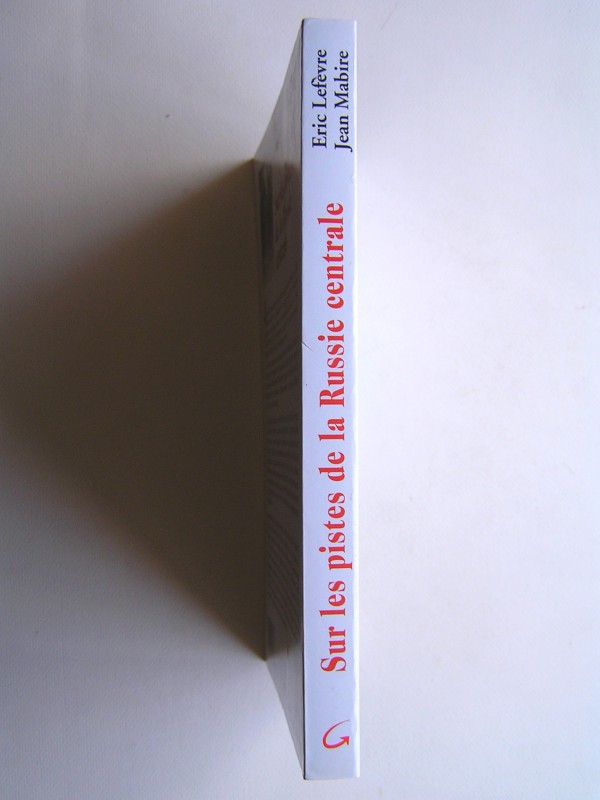 Eric Lefèvre
Jean Mabire
Sur les pistes de la Russie centrale